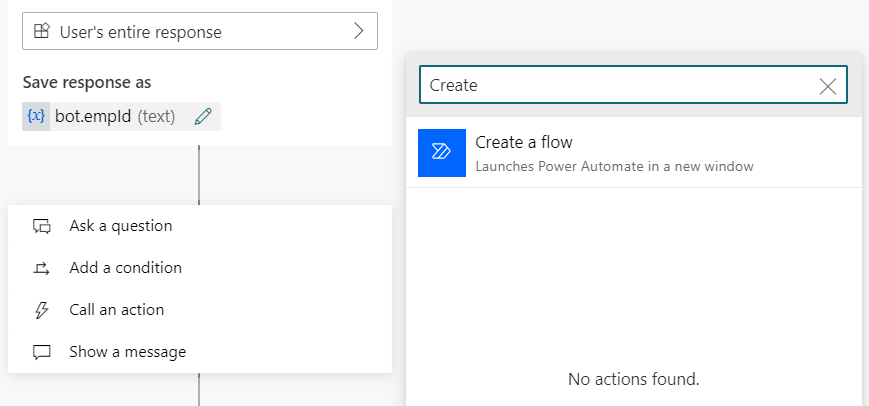 User's entire response
Save response as
{x} bot.empId (text)
Ask a question
Add a condition
Call an action
Show a message
Create
Create a flow
Launches Power Automate in a new window
No actions found.